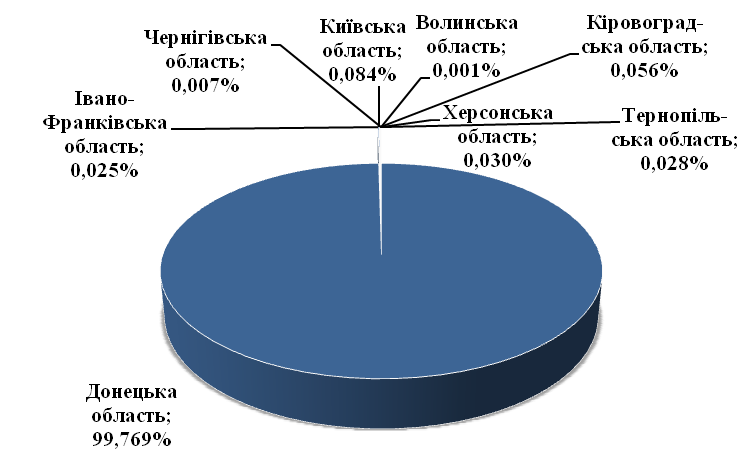 Чернігівська
область;
0,007%
Київська
область;
0,084%
Волинська
область;
0,001%
Кіровоград-
ська область;
0,056%
Івано-
Франківська
область;
0,025%
Херсонська
область;
0,030%
Тернопіль-
ська область;
0,028%
Донецька
область;
99,769%